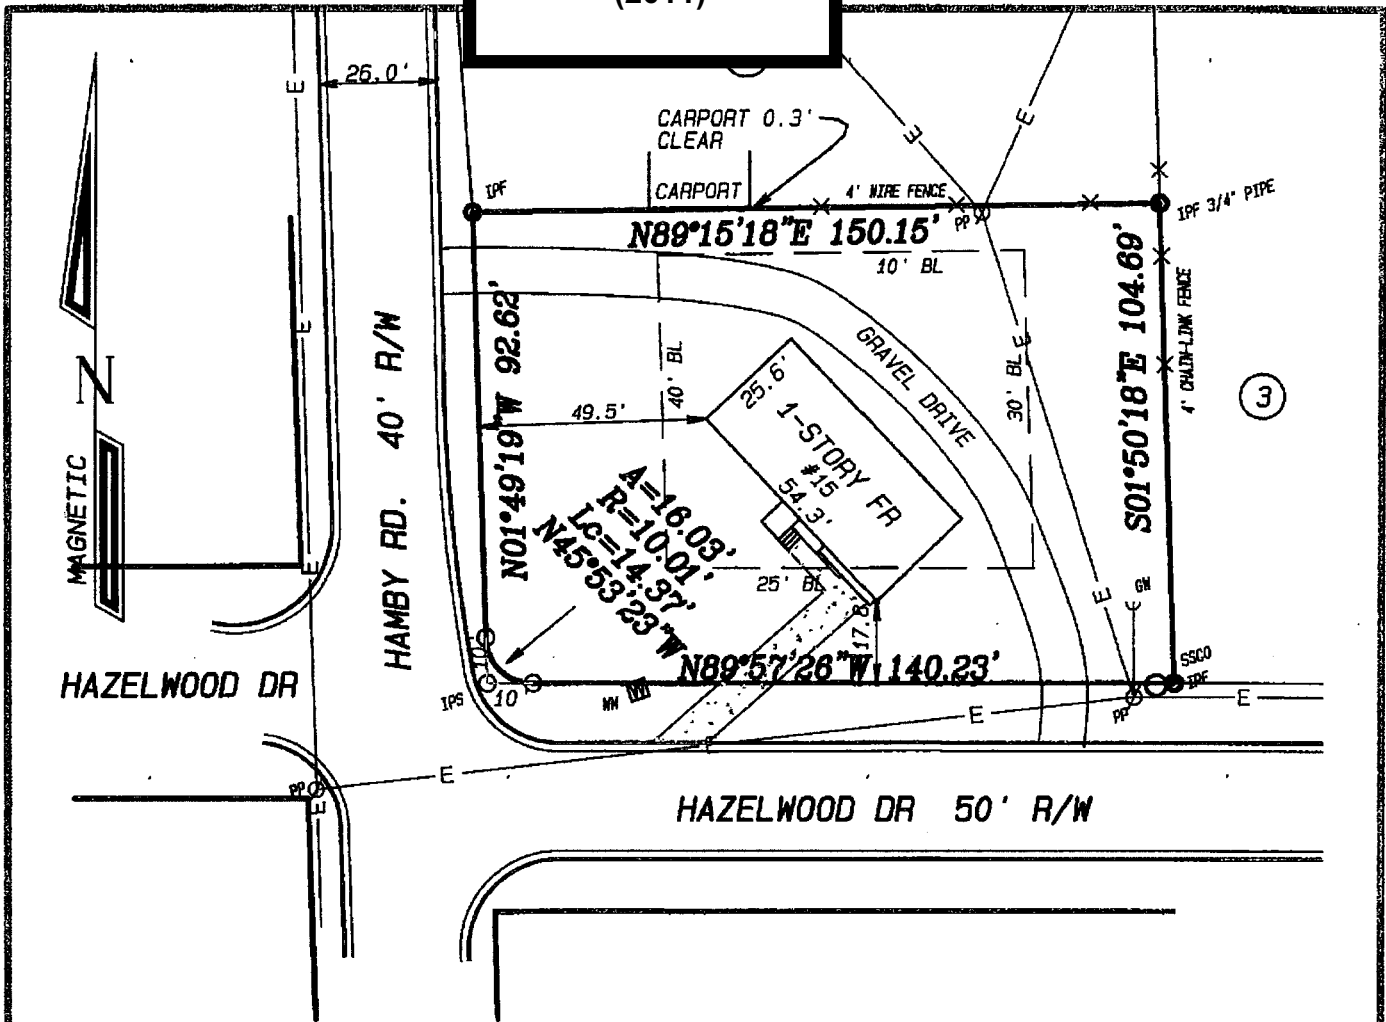 26.0'
E
CARPORT 0.3'
CLEAR
E
E
IPF
CARPORT
4' WIRE FENCE
IPF 3/4" PIPE
N89°15'18"E 150.15'
PP
10' BL
N01°49'19"W 92.62'
40' BL
25.6'
GRAVEL DRIVE
E
E
30' BL
S01°50'18"E 104.69'
4' CHAIN-LINK FENCE
3
N
MAGNETIC
E
HAMBY RD. 40' R/W
49.5'
1-STORY FR
#15
54.3'
A=16.03'
R=10.01'
Lc=14.37'
N45°53'23"W
E
25' BL
17.8
E
GW
10'
N89°57'26"W 140.23'
SSCO
IPF
HAZELWOOD DR
IPS
10
WM
PP
E
E
E
PP
E
HAZELWOOD DR 50' R/W